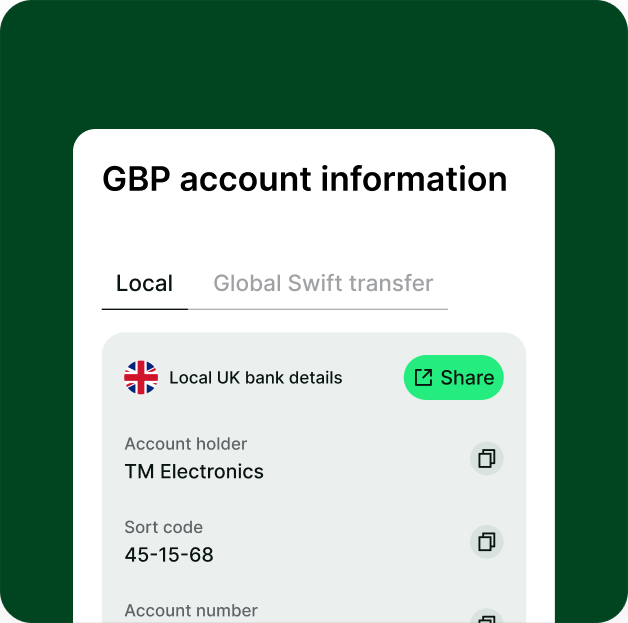 GBP account information
Local
Global Swift transfer
Local UK bank details
Share
Account holder
TM Electronics
Sort code
45-15-68
Account number